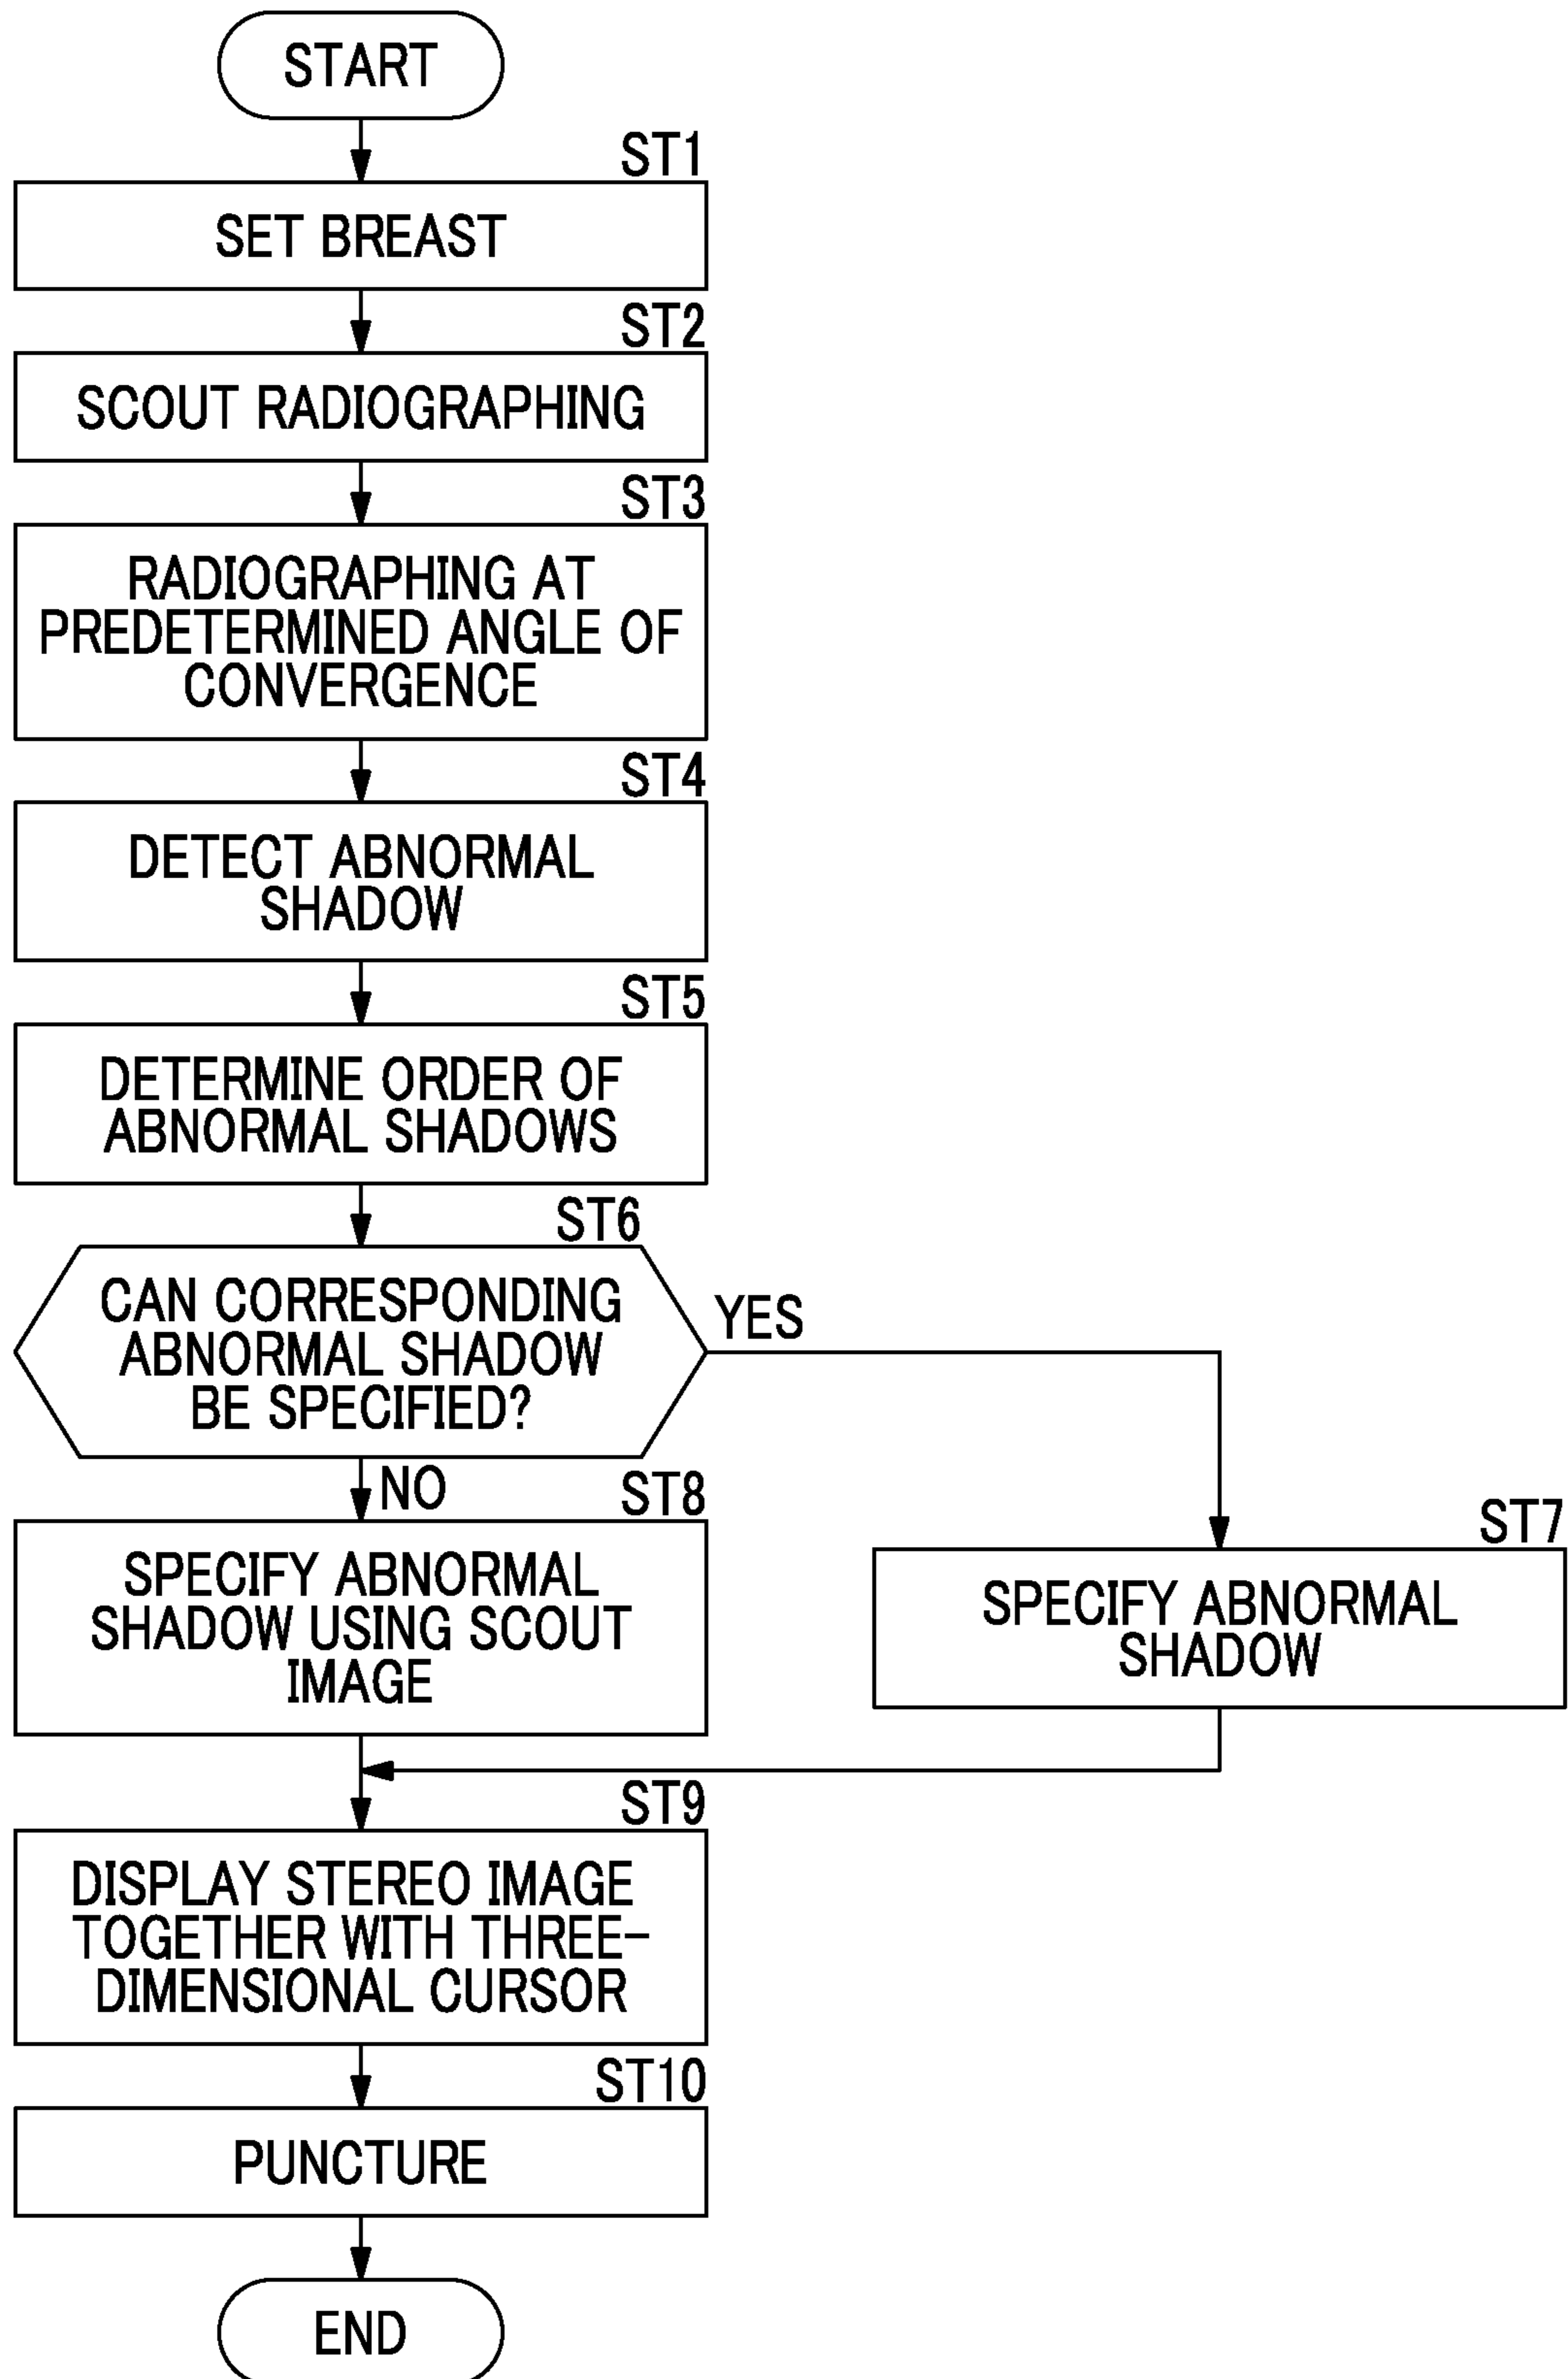 START
ST1
SET BREAST
ST2
SCOUT RADIOGRAPHING
ST3
RADIOGRAPHING AT
PREDETERMINED ANGLE OF
CONVERGENCE
ST4
DETECT ABNORMAL
SHADOW
ST5
DETERMINE ORDER OF
ABNORMAL SHADOWS
ST6
CAN CORRESPONDING
ABNORMAL SHADOW
BE SPECIFIED?
YES
NO
ST8
SPECIFY ABNORMAL
SHADOW USING SCOUT
IMAGE
ST7
SPECIFY ABNORMAL
SHADOW
ST9
DISPLAY STEREO IMAGE
TOGETHER WITH THREE-
DIMENSIONAL CURSOR
ST10
PUNCTURE
END